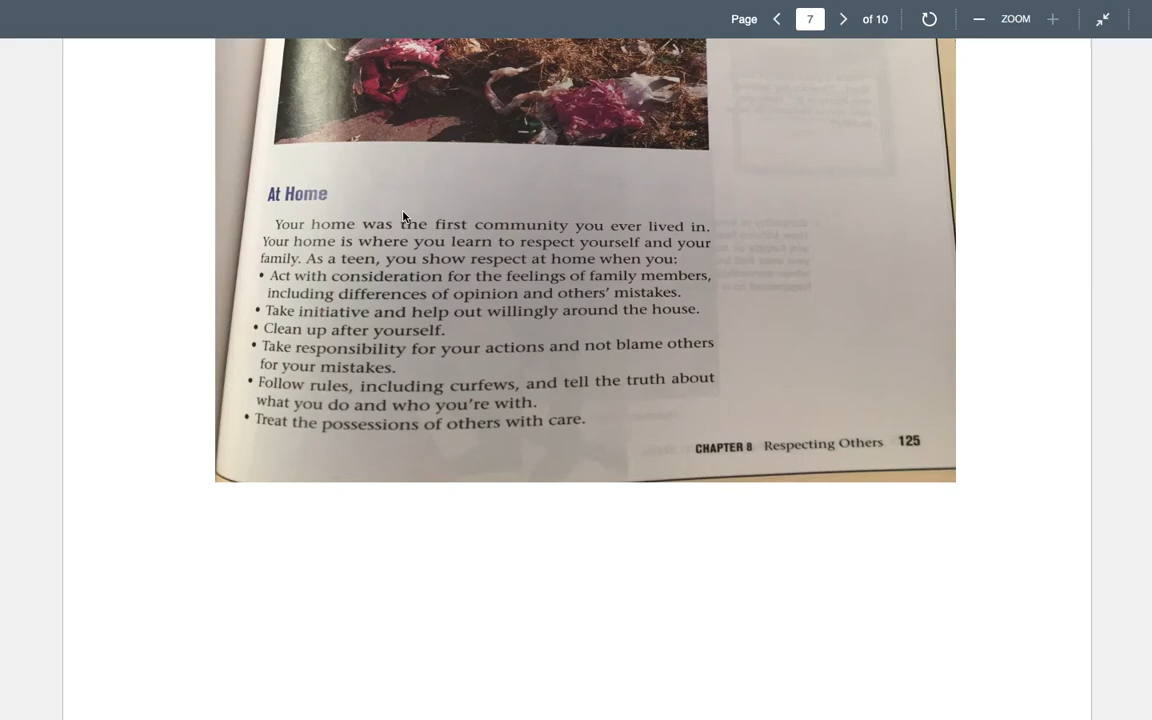 Page 7 of 10 ZOOM
At Home
Your home was the first community you ever lived in.
Your home is where you learn to respect yourself and your
family. As a teen, you show respect at home when you:
• Act with consideration for the feelings of family members,
including differences of opinion and others' mistakes.
• Take initiative and help out willingly around the house.
• Clean up after yourself.
• Take responsibility for your actions and not blame others
for your mistakes.
• Follow rules, including curfews, and tell the truth about
what you do and who you're with.
• Treat the possessions of others with care.
CHAPTER 8 Respecting Others 125